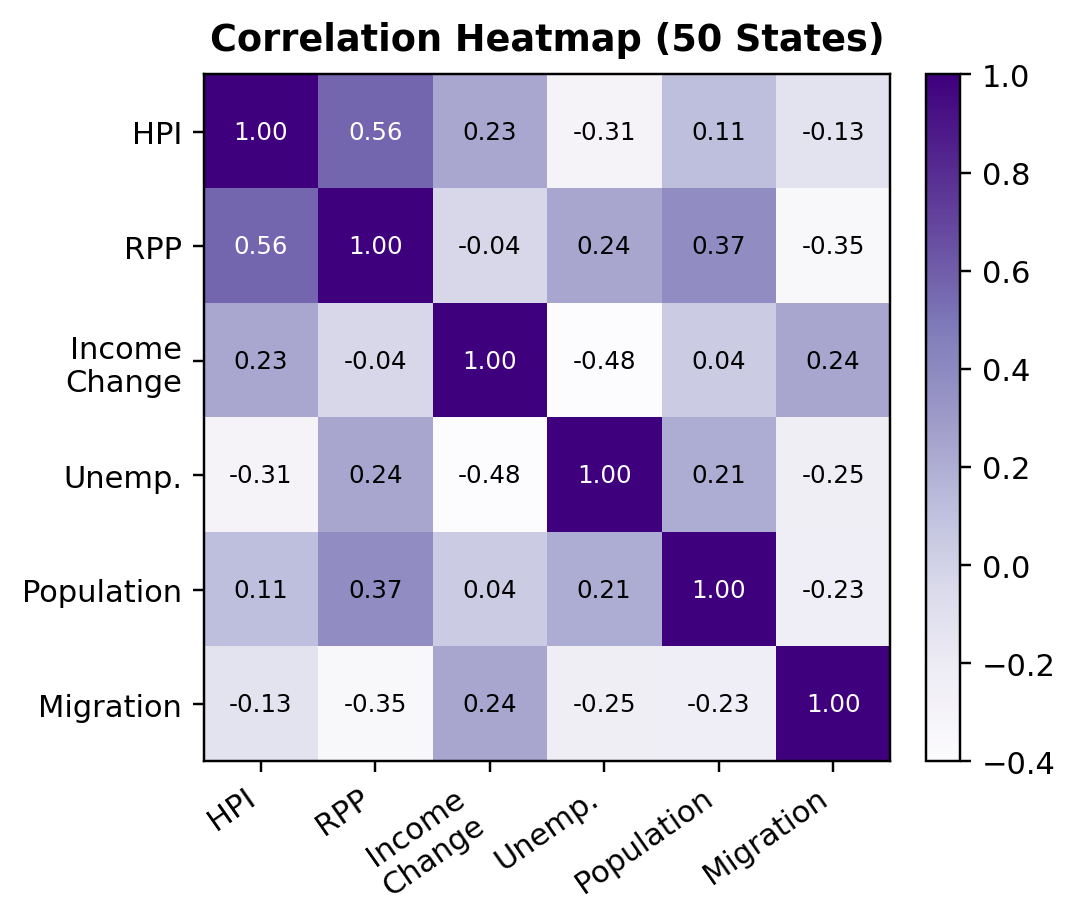 Correlation Heatmap (50 States)
HPI 1.00 0.56 0.23 -0.31 0.11 -0.13
RPP 0.56 1.00 -0.04 0.24 0.37 -0.35
Income
Change 0.23 -0.04 1.00 -0.48 0.04 0.24
Unemp. -0.31 0.24 -0.48 1.00 0.21 -0.25
Population 0.11 0.37 0.04 0.21 1.00 -0.23
Migration -0.13 -0.35 0.24 -0.25 -0.23 1.00
HPI
RPP
Income
Change
Unemp.
Population
Migration
1.0
0.8
0.6
0.4
0.2
0.0
−0.2
−0.4